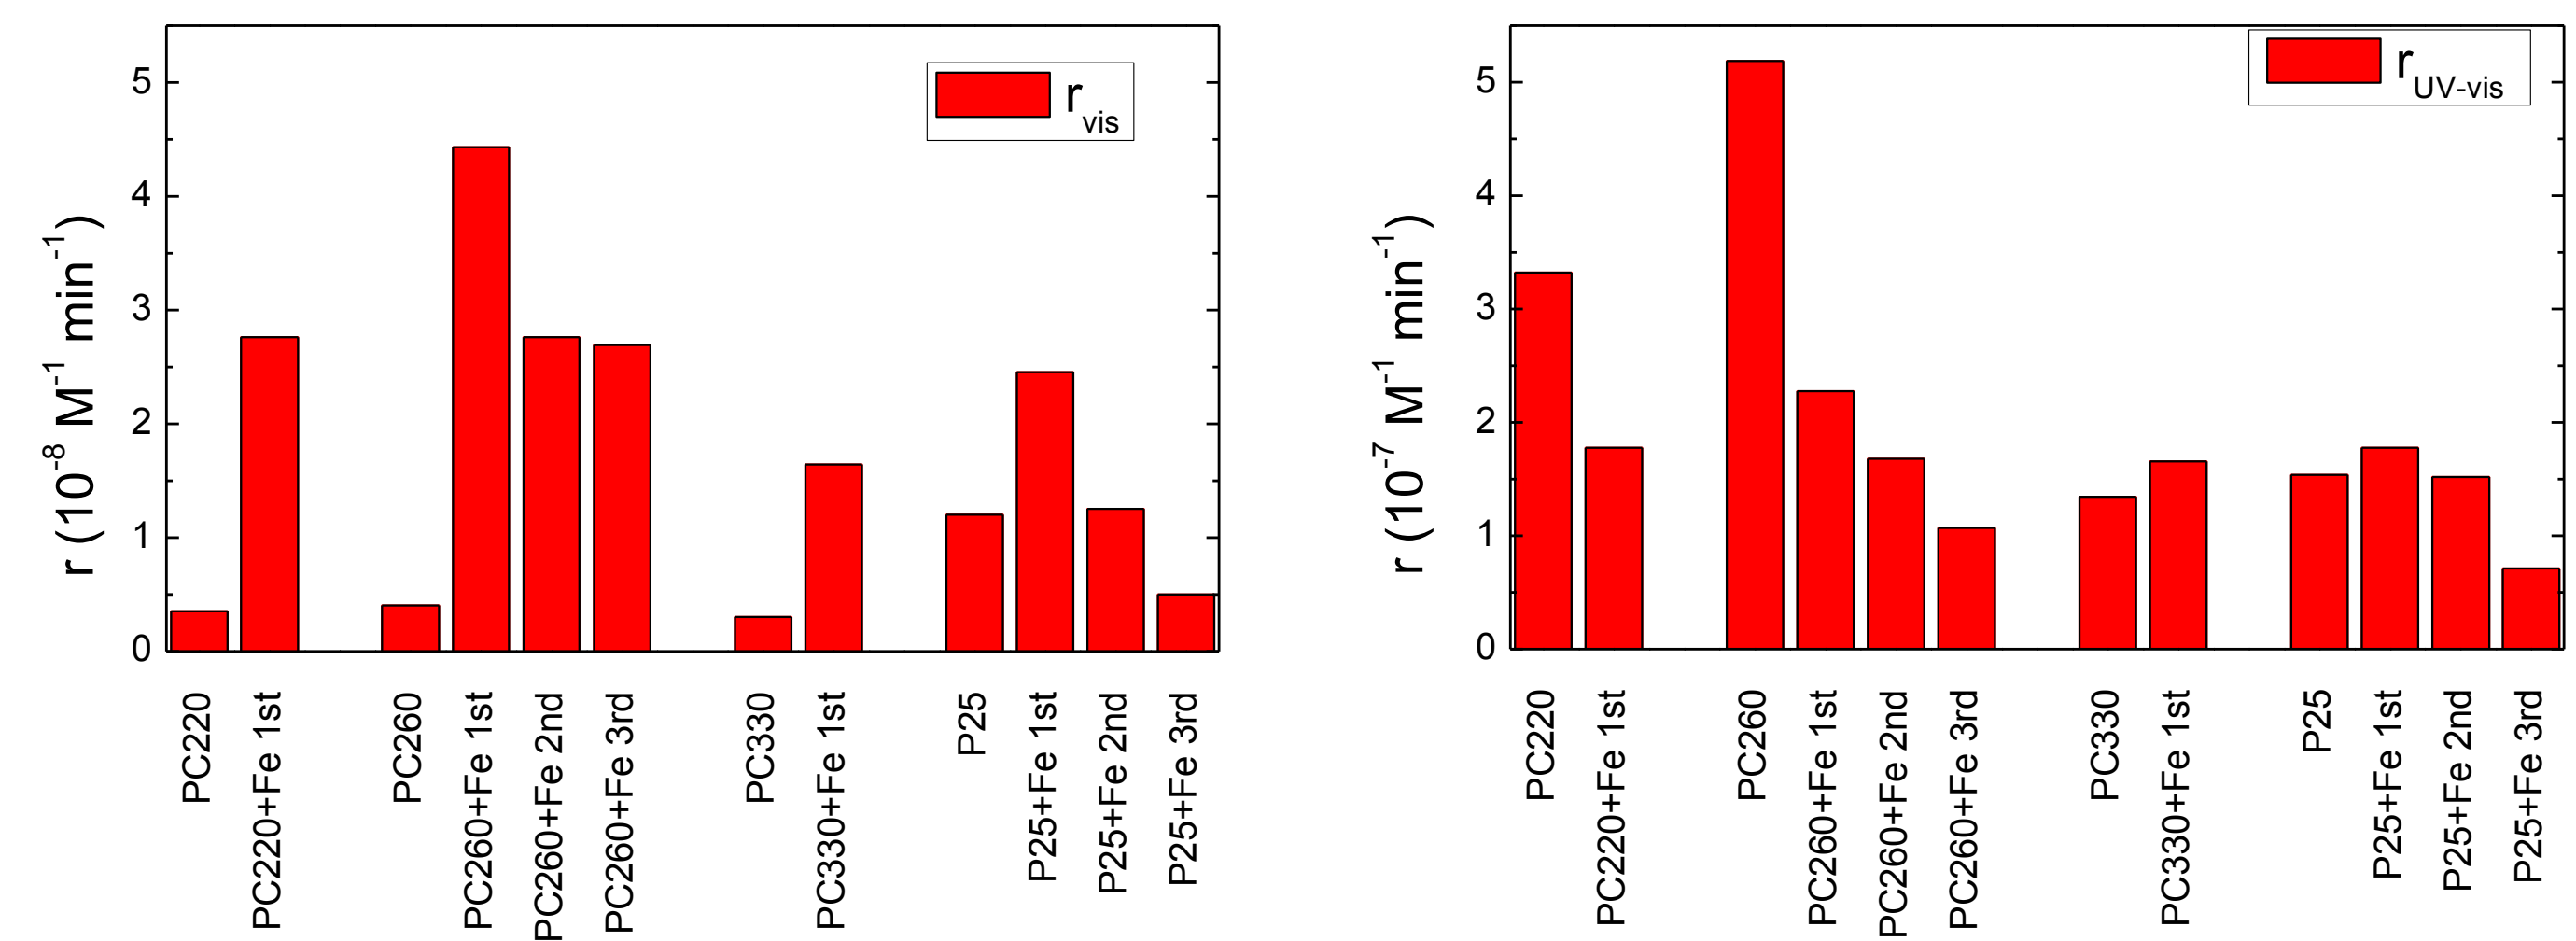 r (10⁻⁸ M⁻¹ min⁻¹)
5
4
3
2
1
0
r_vis
PC220
PC220+Fe 1st
PC260
PC260+Fe 1st
PC260+Fe 2nd
PC260+Fe 3rd
PC330
PC330+Fe 1st
P25
P25+Fe 1st
P25+Fe 2nd
P25+Fe 3rd
r (10⁻⁷ M⁻¹ min⁻¹)
5
4
3
2
1
0
r_UV-vis
PC220
PC220+Fe 1st
PC260
PC260+Fe 1st
PC260+Fe 2nd
PC260+Fe 3rd
PC330
PC330+Fe 1st
P25
P25+Fe 1st
P25+Fe 2nd
P25+Fe 3rd